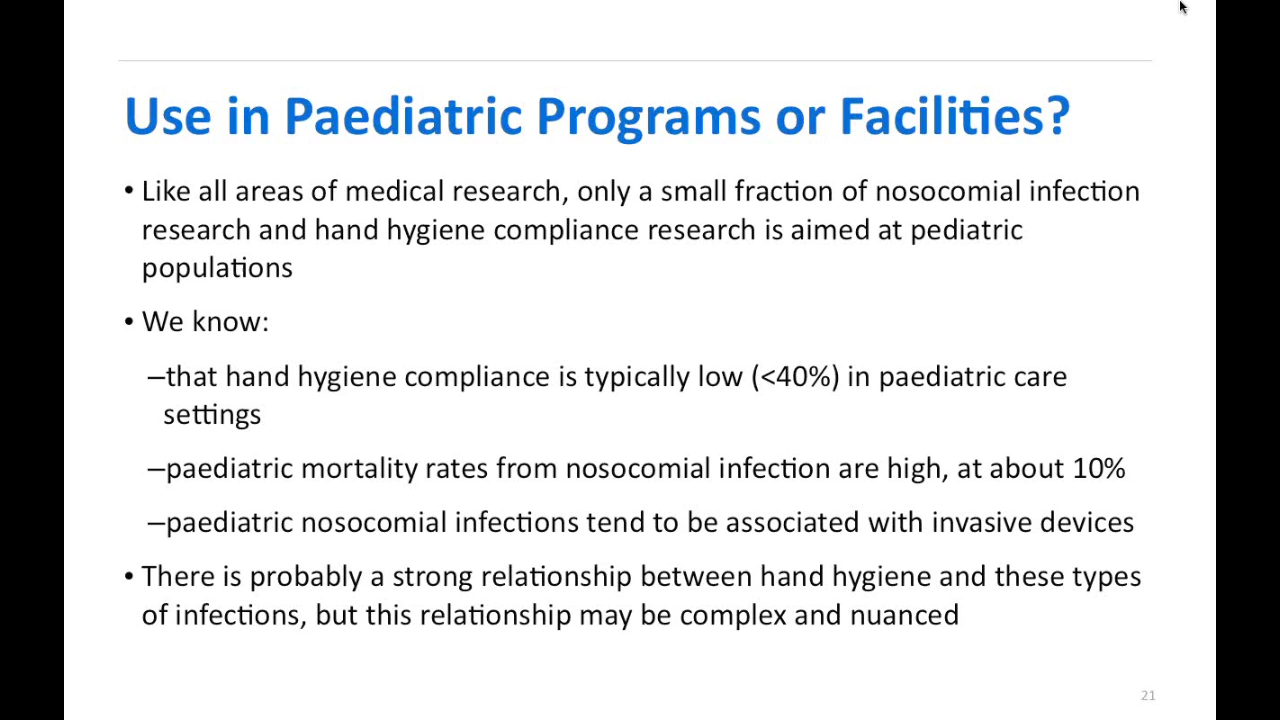 Use in Paediatric Programs or Facilities?
• Like all areas of medical research, only a small fraction of nosocomial infection
research and hand hygiene compliance research is aimed at pediatric
populations
• We know:
–that hand hygiene compliance is typically low (<40%) in paediatric care
settings
–paediatric mortality rates from nosocomial infection are high, at about 10%
–paediatric nosocomial infections tend to be associated with invasive devices
• There is probably a strong relationship between hand hygiene and these types
of infections, but this relationship may be complex and nuanced
21